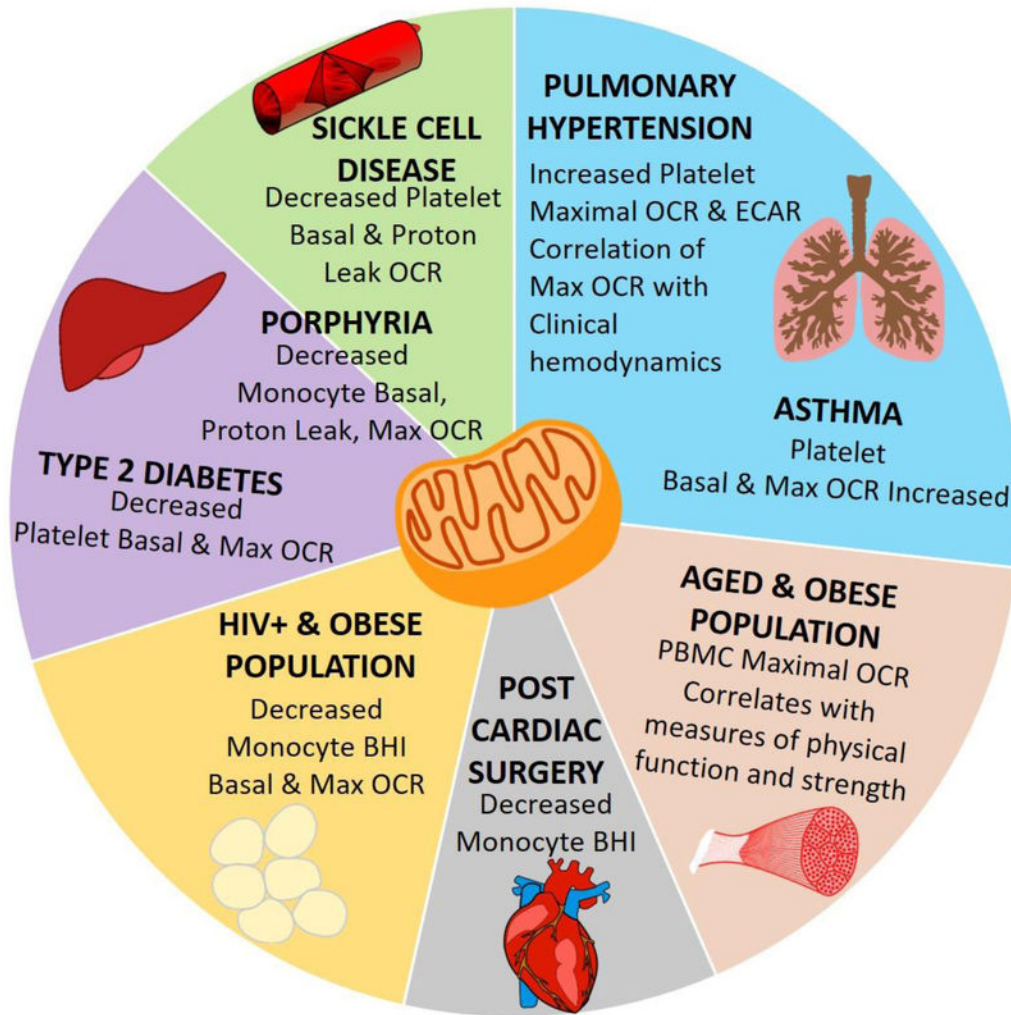 SICKLE CELL
DISEASE
Decreased Platelet
Basal & Proton
Leak OCR
PORPHYRIA
Decreased
Monocyte Basal,
Proton Leak, Max OCR
TYPE 2 DIABETES
Decreased
Platelet Basal & Max OCR
HIV+ & OBESE
POPULATION
Decreased
Monocyte BHI
Basal & Max OCR
POST
CARDIAC
SURGERY
Decreased
Monocyte BHI
AGED & OBESE
POPULATION
PBMC Maximal OCR
Correlates with
measures of physical
function and strength
PULMONARY
HYPERTENSION
Increased Platelet
Maximal OCR & ECAR
Correlation of
Max OCR with
Clinical
hemodynamics
ASTHMA
Platelet
Basal & Max OCR Increased